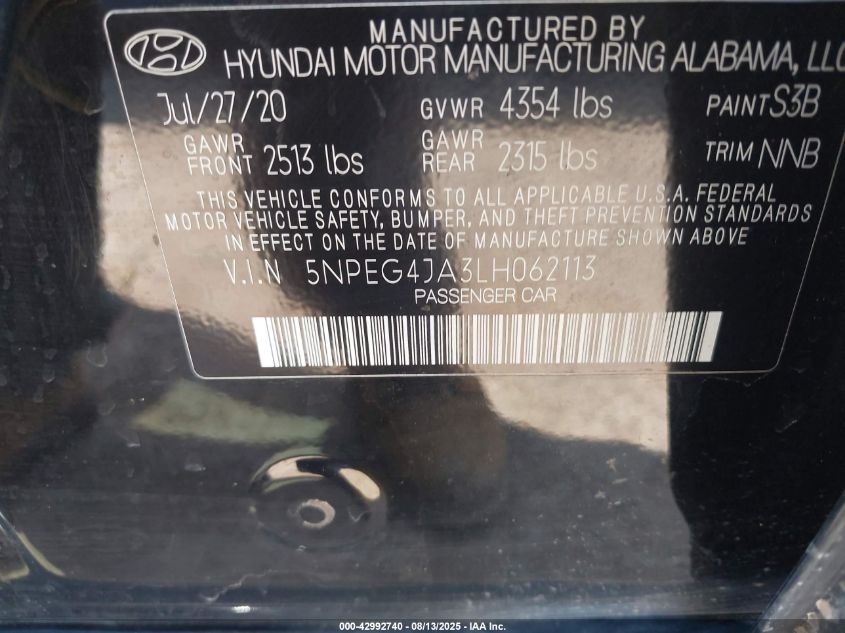 MANUFACTURED BY
HYUNDAI MOTOR MANUFACTURING ALABAMA, LLC
Jul/27/20 GVWR 4354 lbs PAINT S3B
GAWR FRONT 2513 lbs GAWR REAR 2315 lbs TRIM NNB
THIS VEHICLE CONFORMS TO ALL APPLICABLE U.S.A. FEDERAL
MOTOR VEHICLE SAFETY, BUMPER, AND THEFT PREVENTION STANDARDS
IN EFFECT ON THE DATE OF MANUFACTURE SHOWN ABOVE
V.I.N 5NPEG4JA3LH062113
PASSENGER CAR
000-42992740 - 08/13/2025 - IAA Inc.